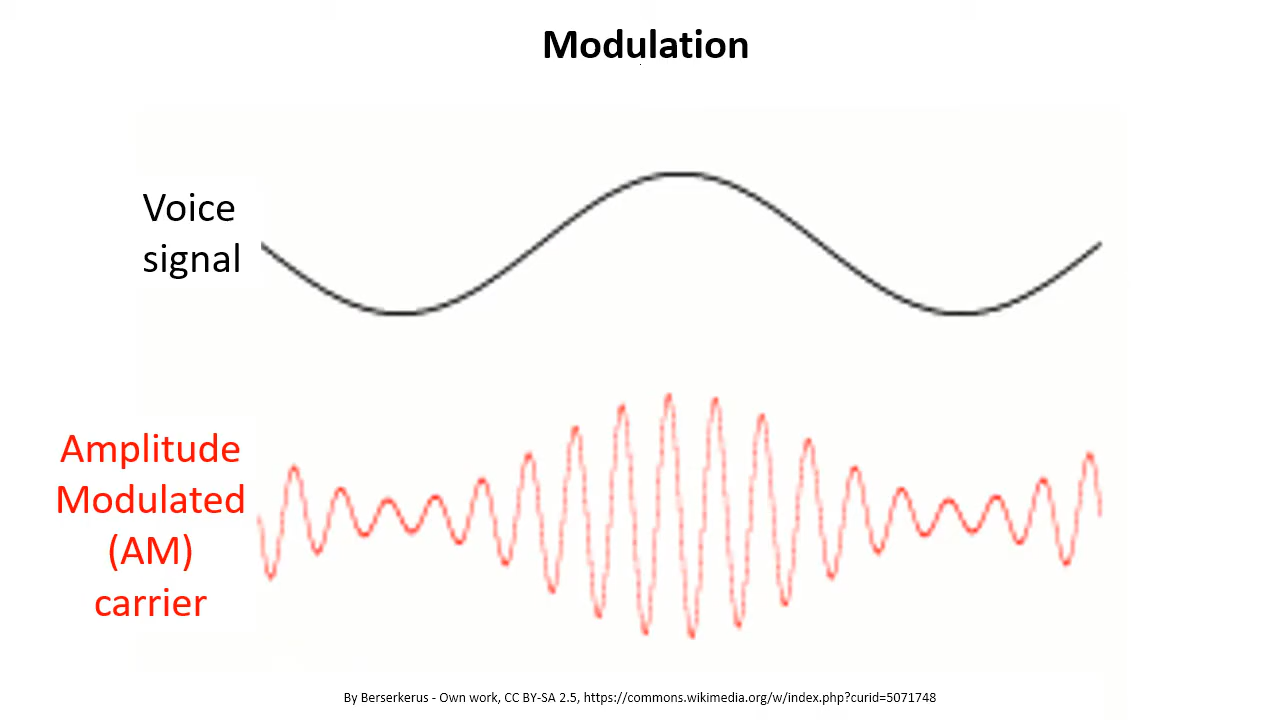 Modulation
Voice
signal
Amplitude
Modulated
(AM)
carrier
By Berserkerus - Own work, CC BY-SA 2.5, https://commons.wikimedia.org/w/index.php?curid=5071748